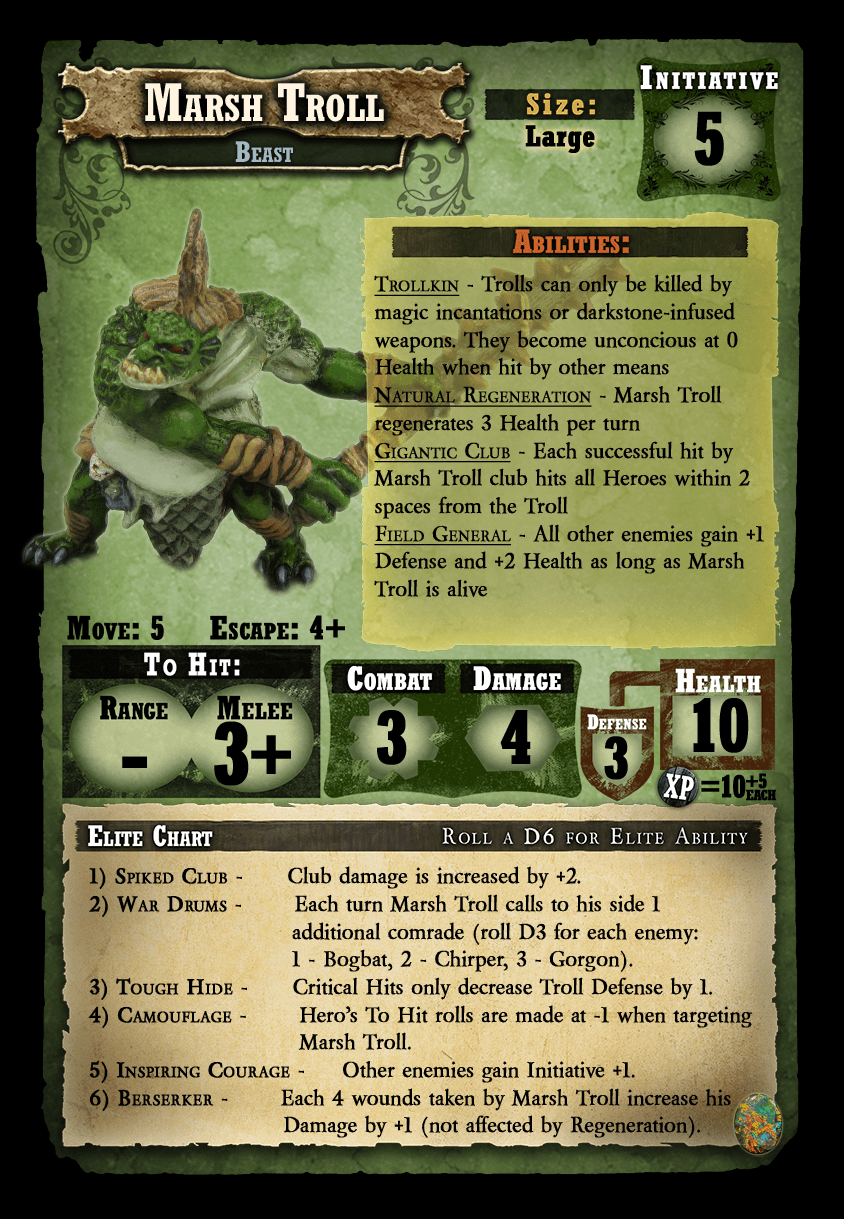 Marsh Troll
Beast
Size:
Large
Initiative
5
Abilities:
Trollkin - Trolls can only be killed by
magic incantations or darkstone-infused
weapons. They become unconcious at 0
Health when hit by other means
Natural Regeneration - Marsh Troll
regenerates 3 Health per turn
Gigantic Club - Each successful hit by
Marsh Troll club hits all Heroes within 2
spaces from the Troll
Field General - All other enemies gain +1
Defense and +2 Health as long as Marsh
Troll is alive
Move: 5 Escape: 4+
To Hit:
Range Melee
- 3+
Combat
3
Damage
4
Defense
3
Health
10
XP=10+5 EACH
Elite Chart Roll a D6 for Elite Ability
1) Spiked Club - Club damage is increased by +2.
2) War Drums - Each turn Marsh Troll calls to his side 1
additional comrade (roll D3 for each enemy:
1 - Bogbat, 2 - Chirper, 3 - Gorgon).
3) Tough Hide - Critical Hits only decrease Troll Defense by 1.
4) Camouflage - Hero's To Hit rolls are made at -1 when targeting
Marsh Troll.
5) Inspiring Courage - Other enemies gain Initiative +1.
6) Berserker - Each 4 wounds taken by Marsh Troll increase his
Damage by +1 (not affected by Regeneration).